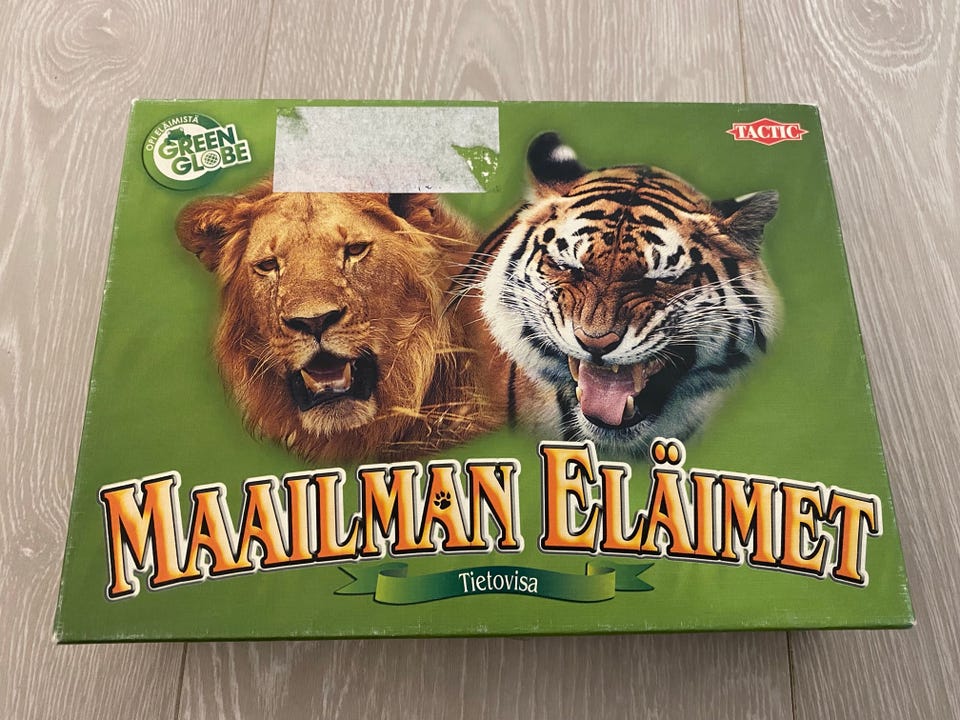 OPI ELÄIMISTÄ
GREEN
GLOBE
TACTIC
MAAILMAN ELÄIMET
Tietovisa